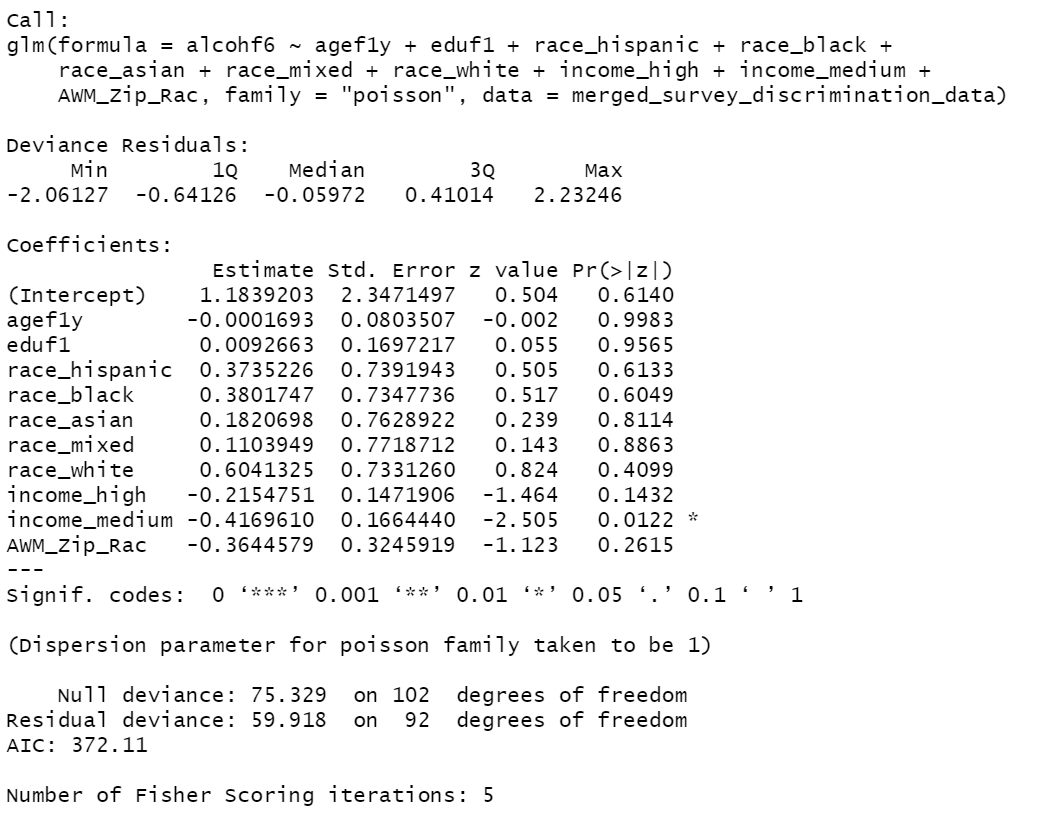 Call:
glm(formula = alcohf6 ~ agef1y + eduf1 + race_hispanic + race_black +
    race_asian + race_mixed + race_white + income_high + income_medium +
    AWM_Zip_Rac, family = "poisson", data = merged_survey_discrimination_data)

Deviance Residuals:
     Min        1Q    Median        3Q       Max
-2.06127  -0.64126  -0.05972   0.41014   2.23246

Coefficients:
                Estimate Std. Error z value Pr(>|z|)
(Intercept)    1.1839203  2.3471497   0.504   0.6140
agef1y        -0.0001693  0.0803507  -0.002   0.9983
eduf1          0.0092663  0.1697217   0.055   0.9565
race_hispanic  0.3735226  0.7391943   0.505   0.6133
race_black     0.3801747  0.7347736   0.517   0.6049
race_asian     0.1820698  0.7628922   0.239   0.8114
race_mixed     0.1103949  0.7718712   0.143   0.8863
race_white     0.6041325  0.7331260   0.824   0.4099
income_high   -0.2154751  0.1471906  -1.464   0.1432
income_medium -0.4169610  0.1664440  -2.505   0.0122 *
AWM_Zip_Rac   -0.3644579  0.3245919  -1.123   0.2615
---
Signif. codes:  0 ‘***’ 0.001 ‘**’ 0.01 ‘*’ 0.05 ‘.’ 0.1 ‘ ’ 1

(Dispersion parameter for poisson family taken to be 1)

    Null deviance: 75.329  on 102  degrees of freedom
Residual deviance: 59.918  on  92  degrees of freedom
AIC: 372.11

Number of Fisher Scoring iterations: 5